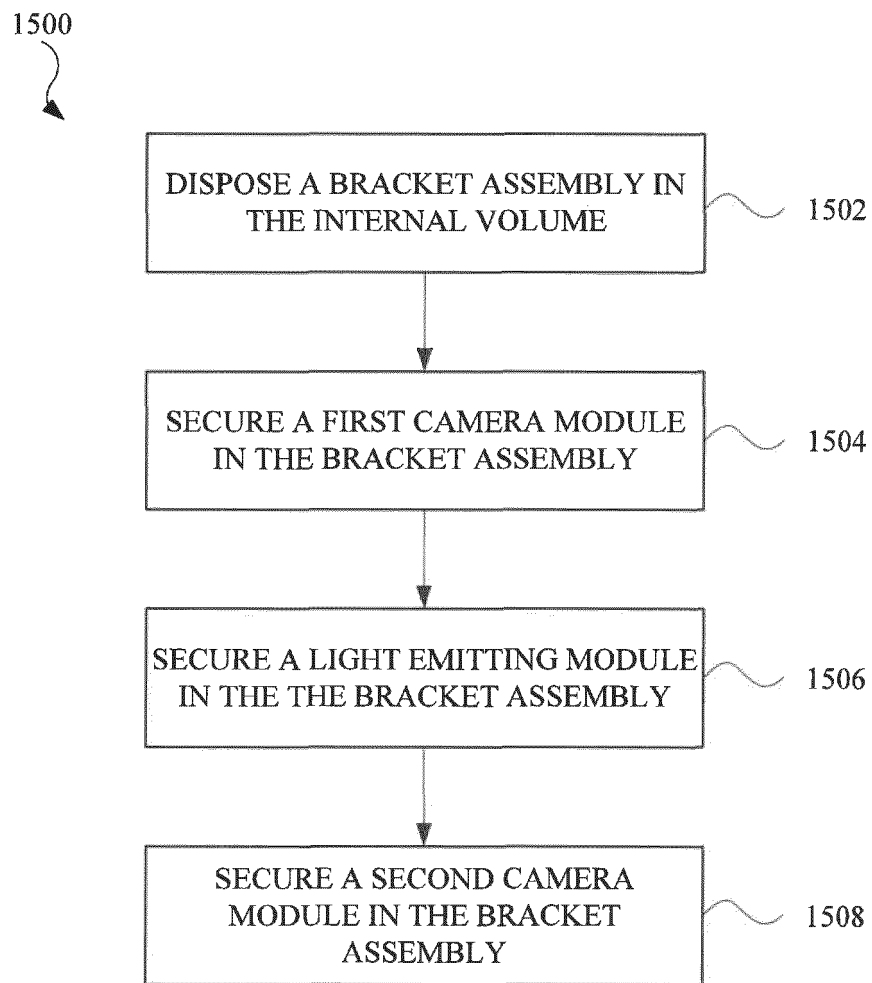 1500
DISPOSE A BRACKET ASSEMBLY IN
THE INTERNAL VOLUME
1502
SECURE A FIRST CAMERA MODULE
IN THE BRACKET ASSEMBLY
1504
SECURE A LIGHT EMITTING MODULE
IN THE THE BRACKET ASSEMBLY
1506
SECURE A SECOND CAMERA
MODULE IN THE BRACKET
ASSEMBLY
1508